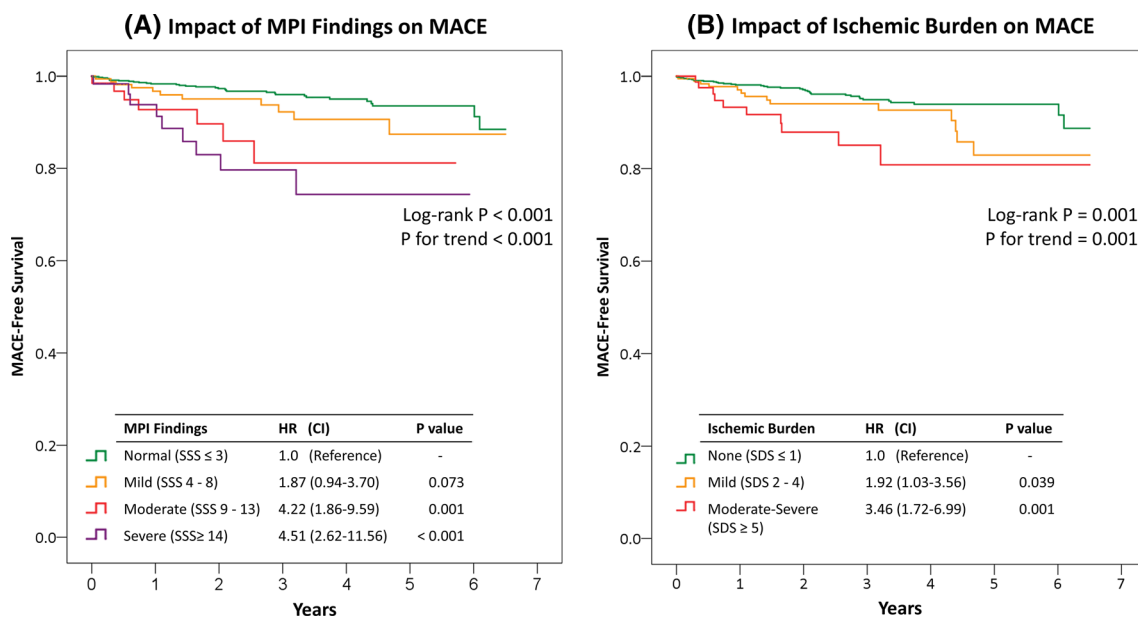 (A) Impact of MPI Findings on MACE
MACE-Free Survival
1.0
0.8
0.6
0.4
0.2
0.0
Log-rank P < 0.001
P for trend < 0.001
MPI Findings HR (CI) P value
Normal (SSS ≤ 3) 1.0 (Reference) -
Mild (SSS 4 - 8) 1.87 (0.94-3.70) 0.073
Moderate (SSS 9 - 13) 4.22 (1.86-9.59) 0.001
Severe (SSS≥ 14) 4.51 (2.62-11.56) < 0.001
0 1 2 3 4 5 6 7
Years
(B) Impact of Ischemic Burden on MACE
MACE-Free Survival
1.0
0.8
0.6
0.4
0.2
0.0
Log-rank P = 0.001
P for trend = 0.001
Ischemic Burden HR (CI) P value
None (SDS ≤ 1) 1.0 (Reference) -
Mild (SDS 2 - 4) 1.92 (1.03-3.56) 0.039
Moderate-Severe 3.46 (1.72-6.99) 0.001
(SDS ≥ 5)
0 1 2 3 4 5 6 7
Years